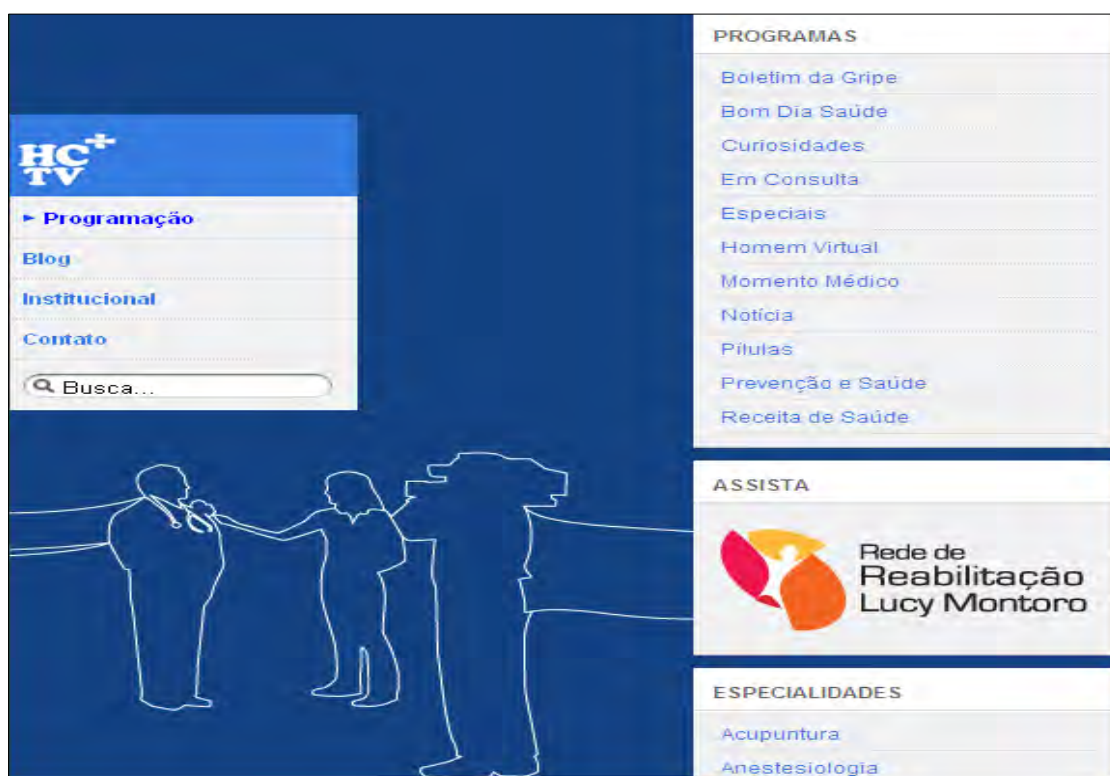 HC+
TV
► Programação
Blog
Institucional
Contato
Busca...
PROGRAMAS
Boletim da Gripe
Bom Dia Saúde
Curiosidades
Em Consulta
Especiais
Homem Virtual
Momento Médico
Notícia
Pílulas
Prevenção e Saúde
Receita de Saúde
ASSISTA
Rede de
Reabilitação
Lucy Montoro
ESPECIALIDADES
Acupuntura
Anestesiologia